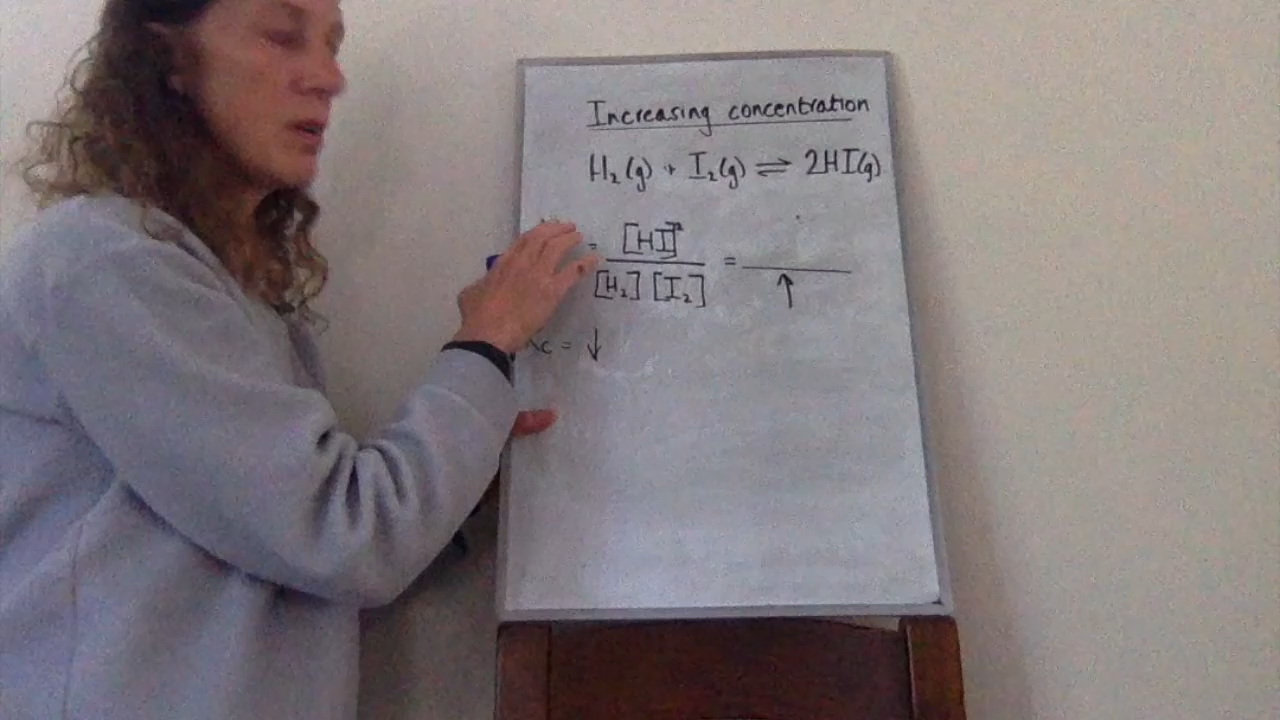 Increasing concentration
H₂(g) + I₂(g) ⇌ 2HI(g)
= [HI]² / [H₂] [I₂] = ↑
c = ↓